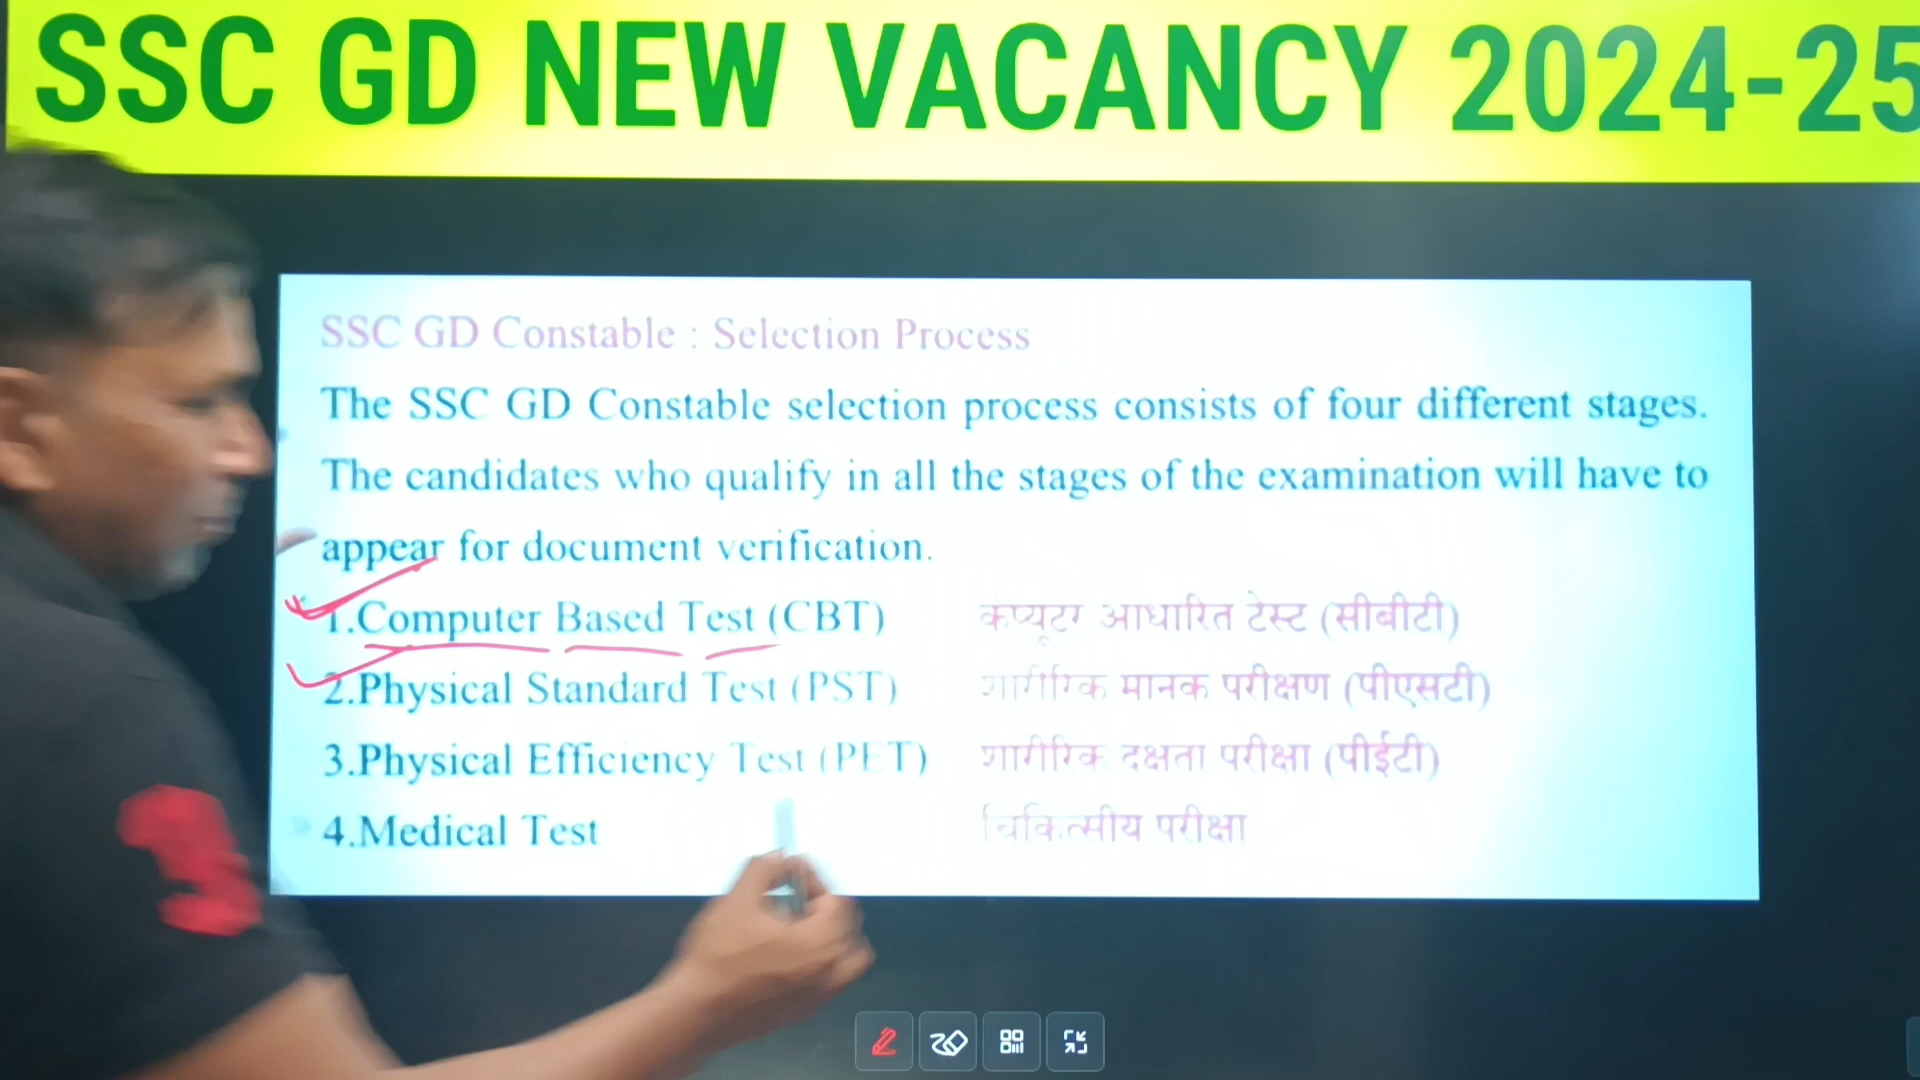 SSC GD NEW VACANCY 2024-25
SSC GD Constable : Selection Process
The SSC GD Constable selection process consists of four different stages.
The candidates who qualify in all the stages of the examination will have to
appear for document verification.
1.Computer Based Test (CBT) कंप्यूटर आधारित टेस्ट (सीबीटी)
2.Physical Standard Test (PST) शारीरिक मानक परीक्षण (पीएसटी)
3.Physical Efficiency Test (PET) शारीरिक दक्षता परीक्षा (पीईटी)
4.Medical Test चिकित्सीय परीक्षा